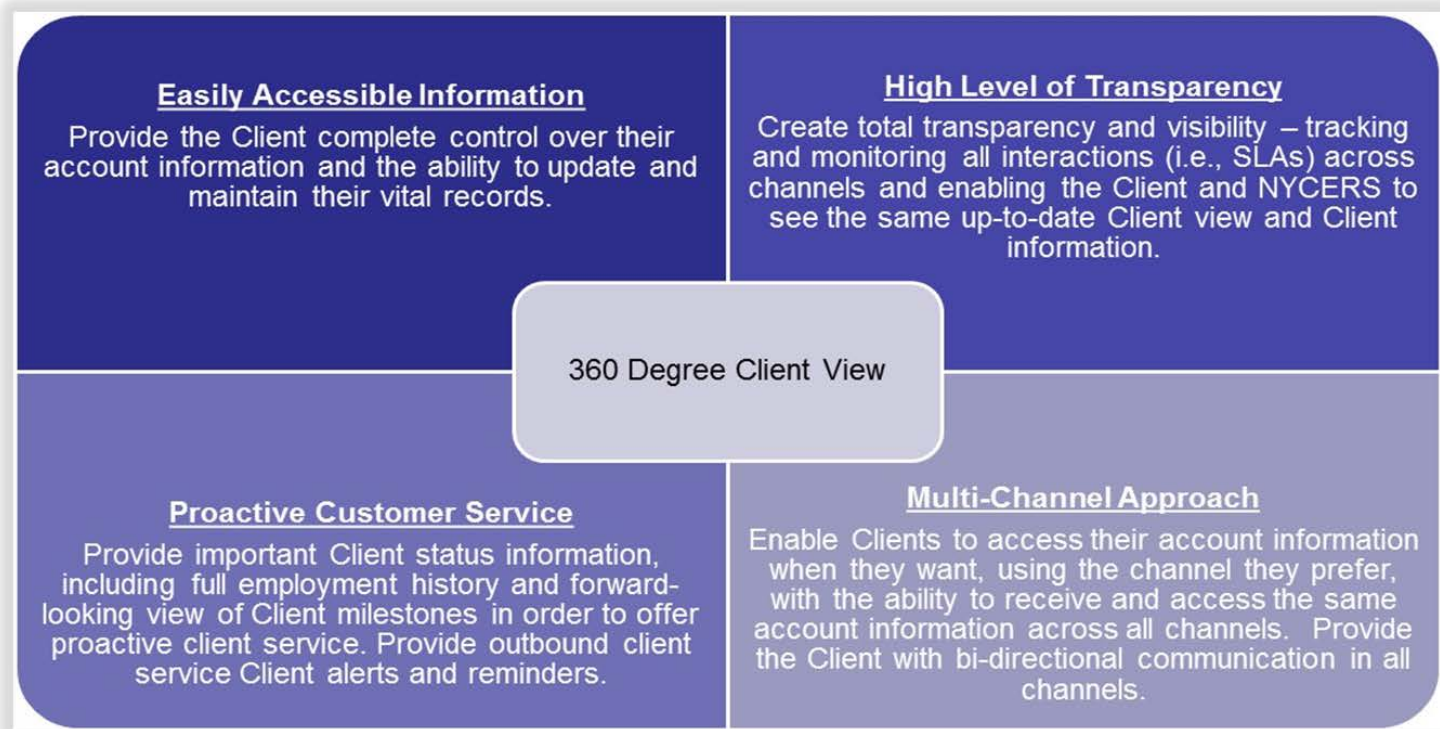 Easily Accessible Information
Provide the Client complete control over their
account information and the ability to update and
maintain their vital records.
High Level of Transparency
Create total transparency and visibility – tracking
and monitoring all interactions (i.e., SLAs) across
channels and enabling the Client and NYCERS to
see the same up-to-date Client view and Client
information.
360 Degree Client View
Proactive Customer Service
Provide important Client status information,
including full employment history and forward-
looking view of Client milestones in order to offer
proactive client service. Provide outbound client
service Client alerts and reminders.
Multi-Channel Approach
Enable Clients to access their account information
when they want, using the channel they prefer,
with the ability to receive and access the same
account information across all channels. Provide
the Client with bi-directional communication in all
channels.